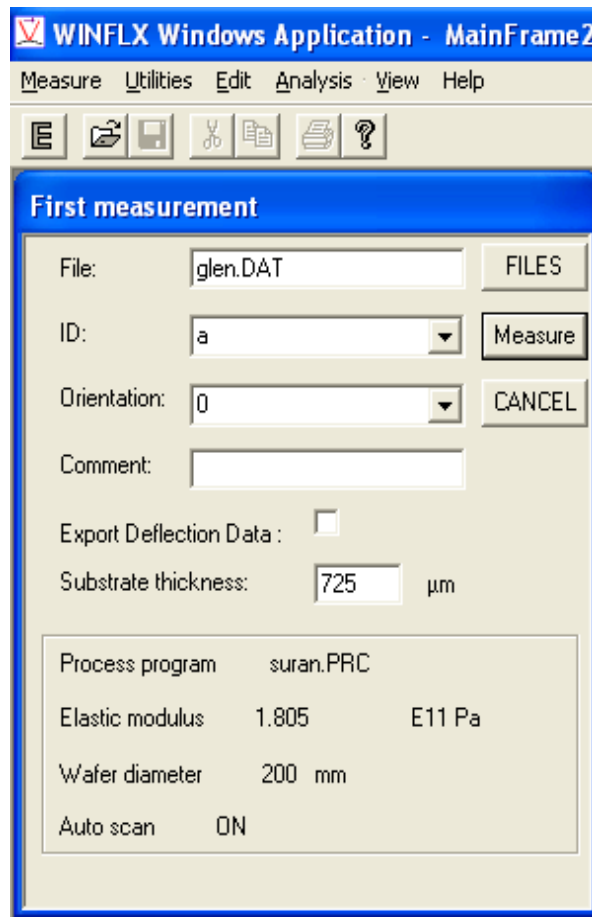 WINFLX Windows Application - MainFrame2
Measure Utilities Edit Analysis View Help
E ?
First measurement
File: glen.DAT FILES
ID: a Measure
Orientation: 0 CANCEL
Comment:
Export Deflection Data :
Substrate thickness: 725 μm
Process program suran.PRC
Elastic modulus 1.805 E11 Pa
Wafer diameter 200 mm
Auto scan ON